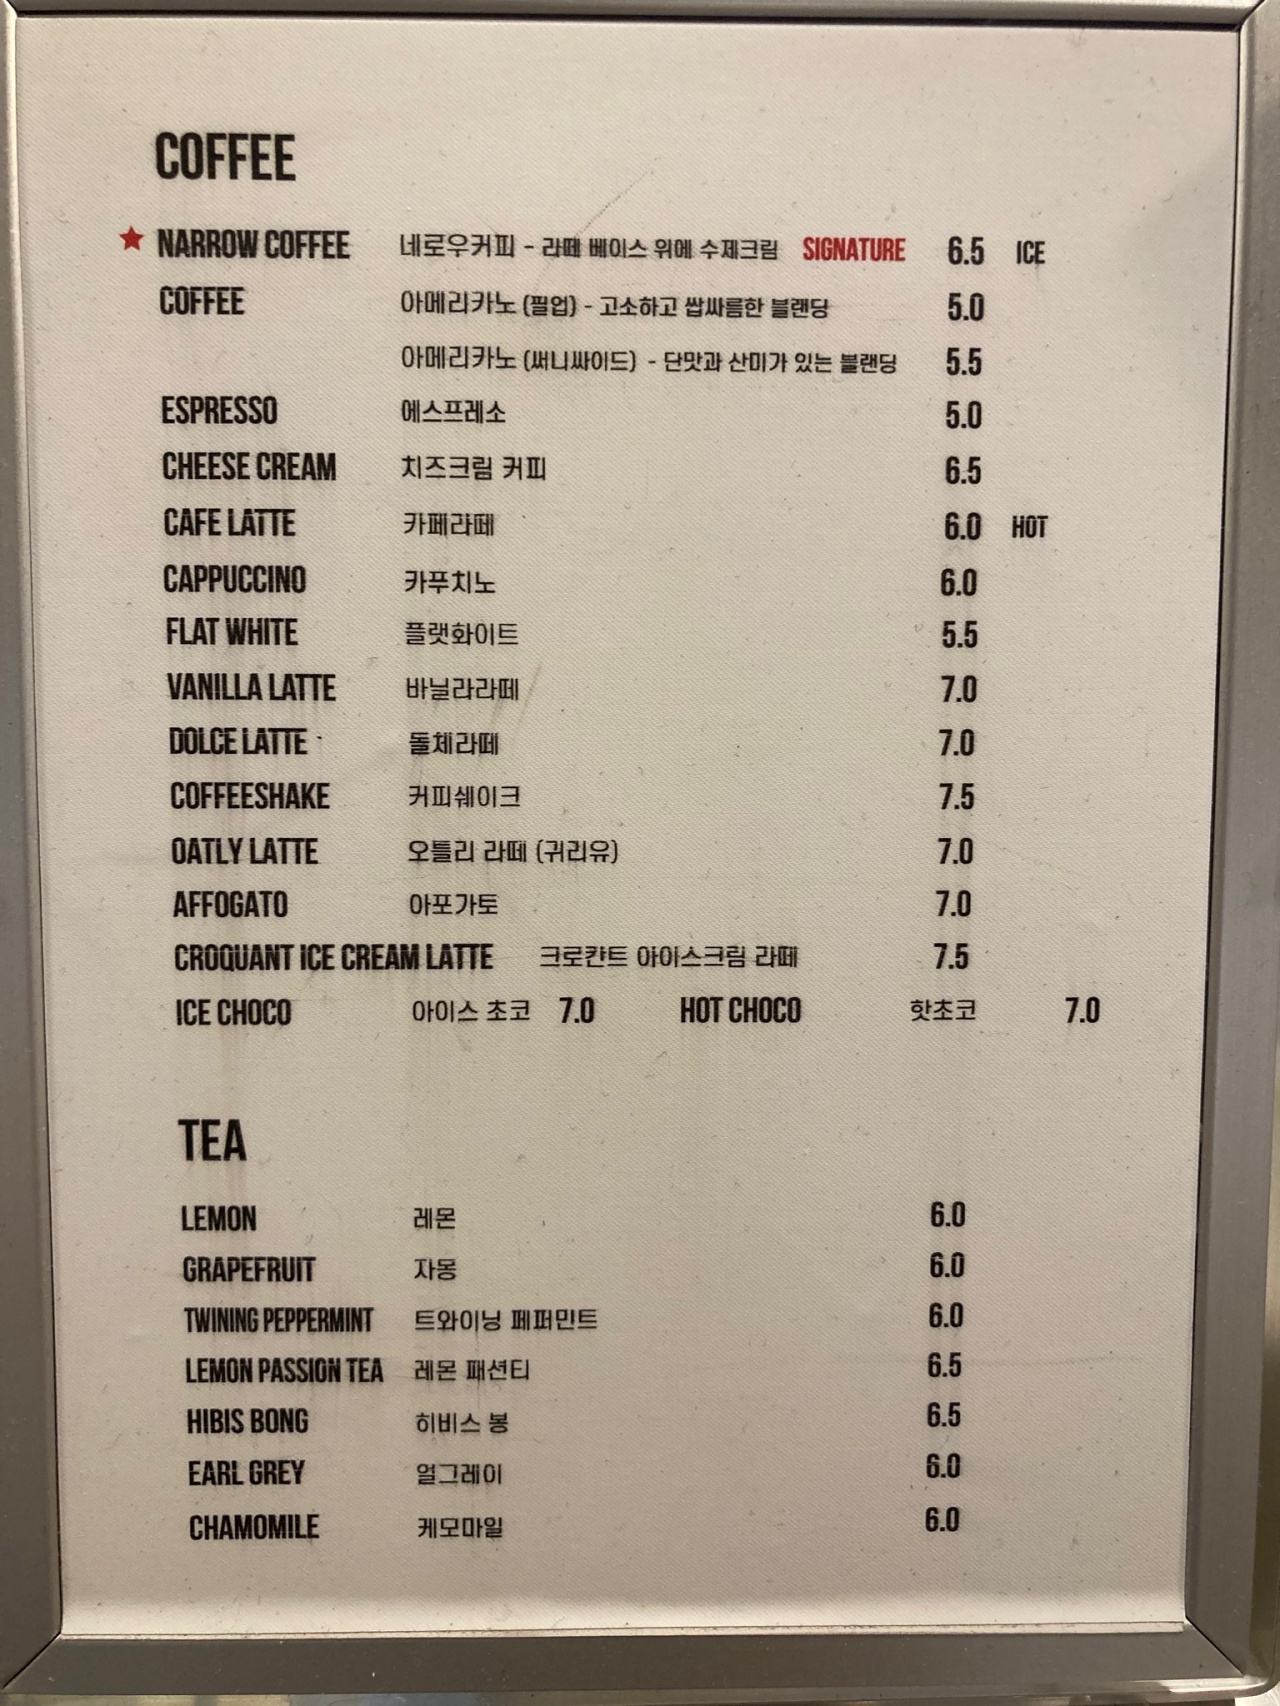 COFFEE
★ NARROW COFFEE 네로우커피 - 라떼 베이스 위에 수제크림 SIGNATURE 6.5 ICE
COFFEE 아메리카노 (필업) - 고소하고 쌉싸름한 블랜딩 5.0
아메리카노 (써니싸이드) - 단맛과 산미가 있는 블랜딩 5.5
ESPRESSO 에스프레소 5.0
CHEESE CREAM 치즈크림 커피 6.5
CAFE LATTE 카페라떼 6.0 HOT
CAPPUCCINO 카푸치노 6.0
FLAT WHITE 플랫화이트 5.5
VANILLA LATTE 바닐라라떼 7.0
DOLCE LATTE 돌체라떼 7.0
COFFEESHAKE 커피쉐이크 7.5
OATLY LATTE 오틀리 라떼 (귀리유) 7.0
AFFOGATO 아포가토 7.0
CROQUANT ICE CREAM LATTE 크로칸트 아이스크림 라떼 7.5
ICE CHOCO 아이스 초코 7.0 HOT CHOCO 핫초코 7.0
TEA
LEMON 레몬 6.0
GRAPEFRUIT 자몽 6.0
TWINING PEPPERMINT 트와이닝 페퍼민트 6.0
LEMON PASSION TEA 레몬 패션티 6.5
HIBIS BONG 히비스 봉 6.5
EARL GREY 얼그레이 6.0
CHAMOMILE 케모마일 6.0